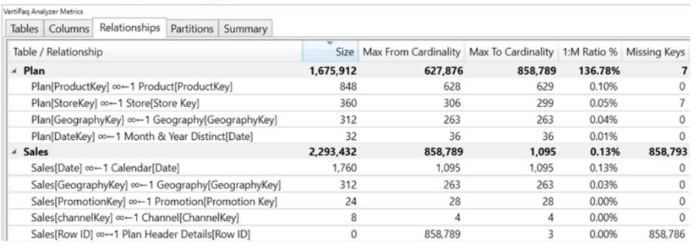 VertiPaq Analyzer Metrics
Tables Columns Relationships Partitions Summary
Table / Relationship Size Max From Cardinality Max To Cardinality 1:M Ratio % Missing Keys
Plan 1,675,912 627,876 858,789 136.78% 7
Plan[ProductKey] ∞←1 Product[ProductKey] 848 628 629 0.10% 0
Plan[StoreKey] ∞←1 Store[Store Key] 360 306 299 0.05% 7
Plan[GeographyKey] ∞←1 Geography[GeographyKey] 312 263 263 0.04% 0
Plan[DateKey] ∞←1 Month & Year Distinct[Date] 32 36 36 0.01% 0
Sales 2,293,432 858,789 1,095 0.13% 858,793
Sales[Date] ∞←1 Calendar[Date] 1,760 1,095 1,095 0.13% 0
Sales[GeographyKey] ∞←1 Geography[GeographyKey] 312 263 263 0.03% 0
Sales[PromotionKey] ∞←1 Promotion[Promotion Key] 24 28 28 0.00% 0
Sales[channelKey] ∞←1 Channel[ChannelKey] 8 4 4 0.00% 0
Sales[Row ID] ∞←1 Plan Header Details[Row ID] 0 858,789 3 0.00% 858,786